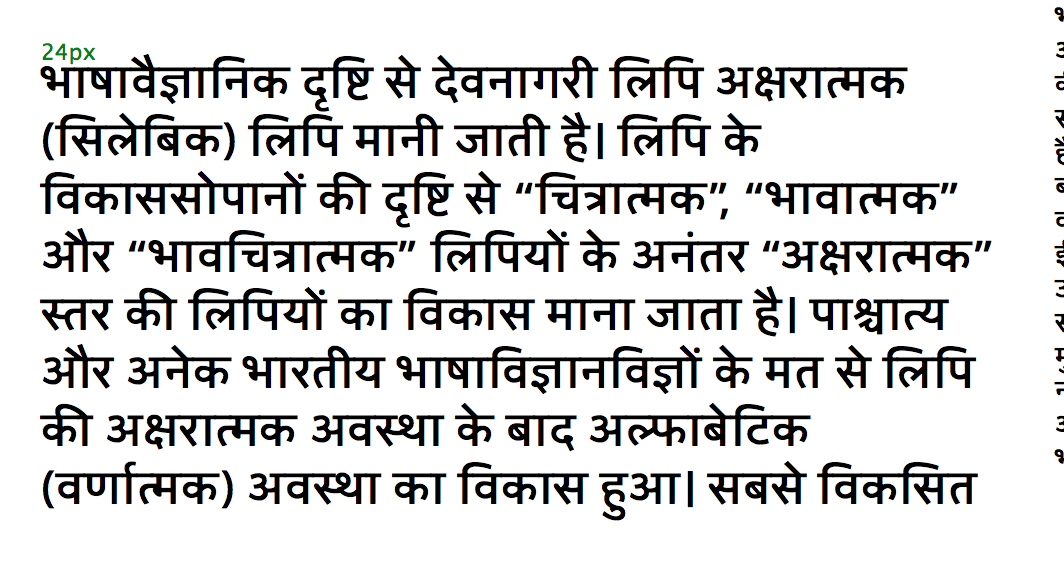 24px
भाषावैज्ञानिक दृष्टि से देवनागरी लिपि अक्षरात्मक
(सिलेबिक) लिपि मानी जाती है। लिपि के
विकाससोपानों की दृष्टि से “चित्रात्मक”, “भावात्मक”
और “भावचित्रात्मक” लिपियों के अनंतर “अक्षरात्मक”
स्तर की लिपियों का विकास माना जाता है। पाश्चात्य
और अनेक भारतीय भाषाविज्ञानविज्ञों के मत से लिपि
की अक्षरात्मक अवस्था के बाद अल्फाबेटिक
(वर्णात्मक) अवस्था का विकास हुआ। सबसे विकसित